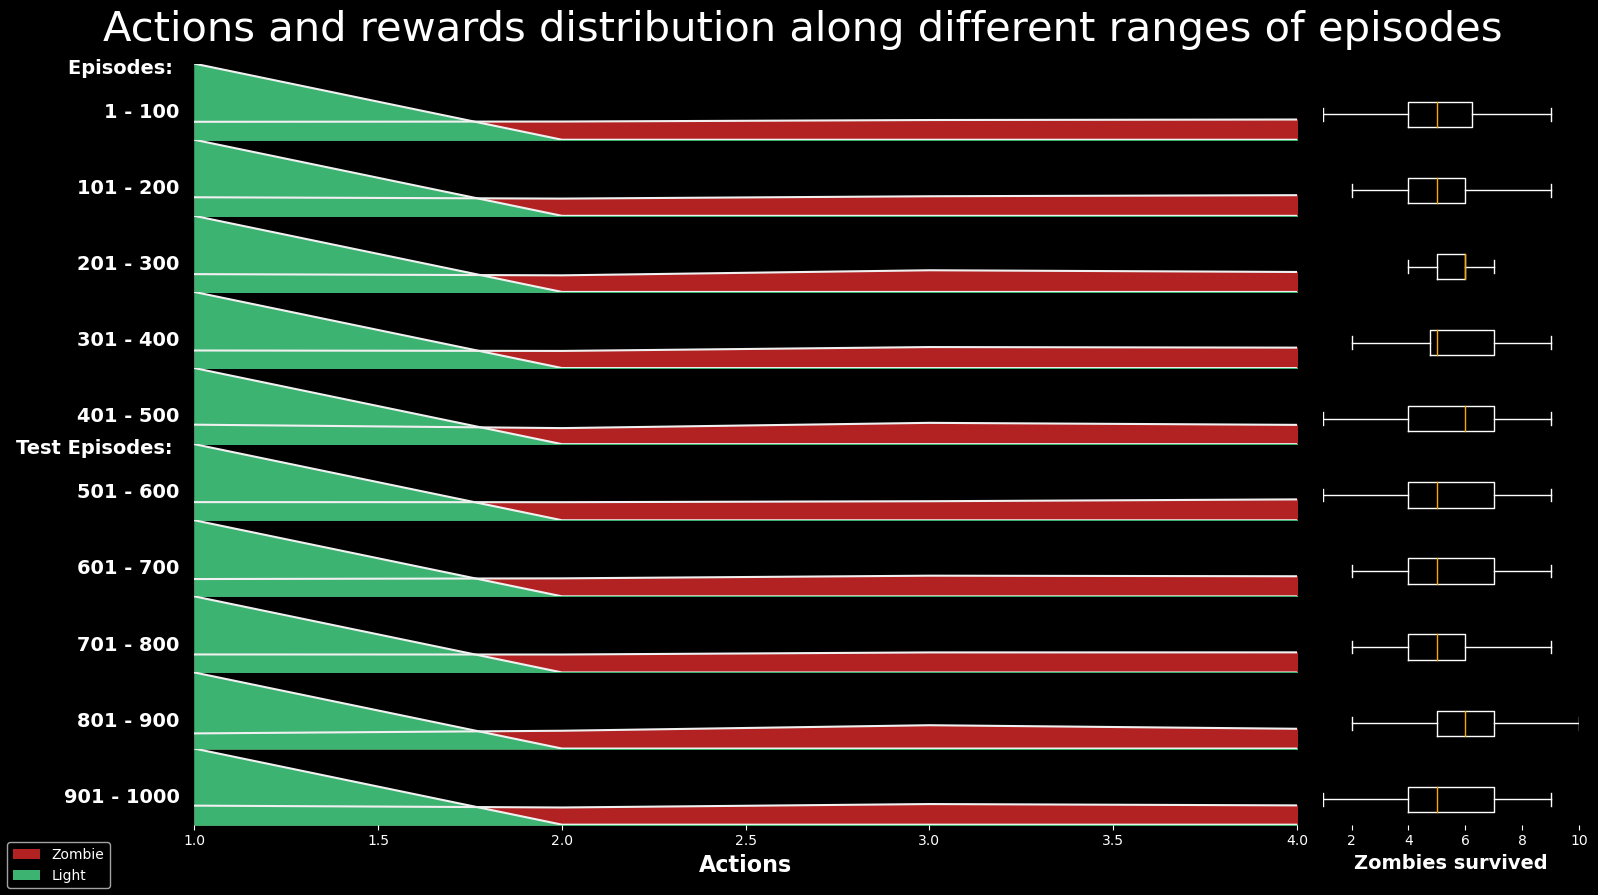 Actions and rewards distribution along different ranges of episodes
Episodes:
1 - 100
101 - 200
201 - 300
301 - 400
401 - 500
Test Episodes:
501 - 600
601 - 700
701 - 800
801 - 900
901 - 1000
1.0 1.5 2.0 2.5 3.0 3.5 4.0 2 4 6 8 10
Actions Zombies survived
Zombie
Light